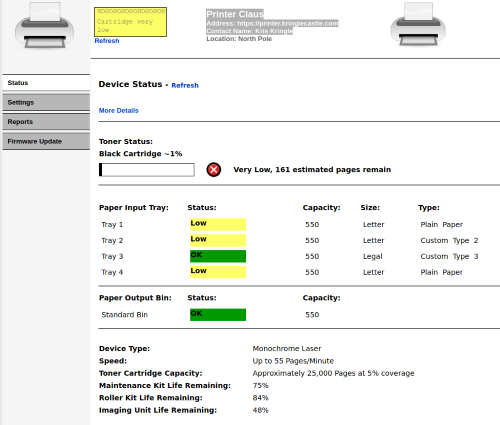 Cartridge very
low
Refresh
Printer Claus
Address: https://printer.kringlecastle.com
Contact Name: Kris Kringle
Location: North Pole
Status
Settings
Reports
Firmware Update
Device Status - Refresh
More Details
Toner Status:
Black Cartridge ~1%
Very Low, 161 estimated pages remain
Paper Input Tray: Status: Capacity: Size: Type:
Tray 1 Low 550 Letter Plain Paper
Tray 2 Low 550 Letter Custom Type 2
Tray 3 OK 550 Legal Custom Type 3
Tray 4 Low 550 Letter Plain Paper
Paper Output Bin: Status: Capacity:
Standard Bin OK 550
Device Type: Monochrome Laser
Speed: Up to 55 Pages/Minute
Toner Cartridge Capacity: Approximately 25,000 Pages at 5% coverage
Maintenance Kit Life Remaining: 75%
Roller Kit Life Remaining: 84%
Imaging Unit Life Remaining: 48%